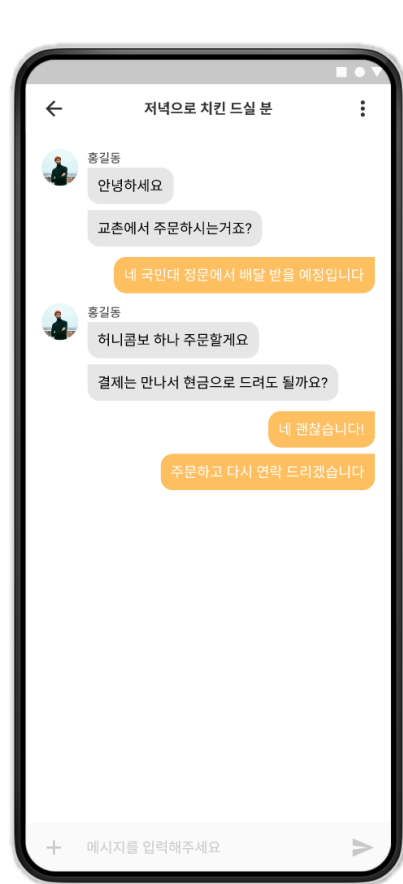 저녁으로 치킨 드실 분
홍길동
안녕하세요
교촌에서 주문하시는거죠?
네 국민대 정문에서 배달 받을 예정입니다
홍길동
허니콤보 하나 주문할게요
결제는 만나서 현금으로 드려도 될까요?
네 괜찮습니다!
주문하고 다시 연락 드리겠습니다
메시지를 입력해주세요